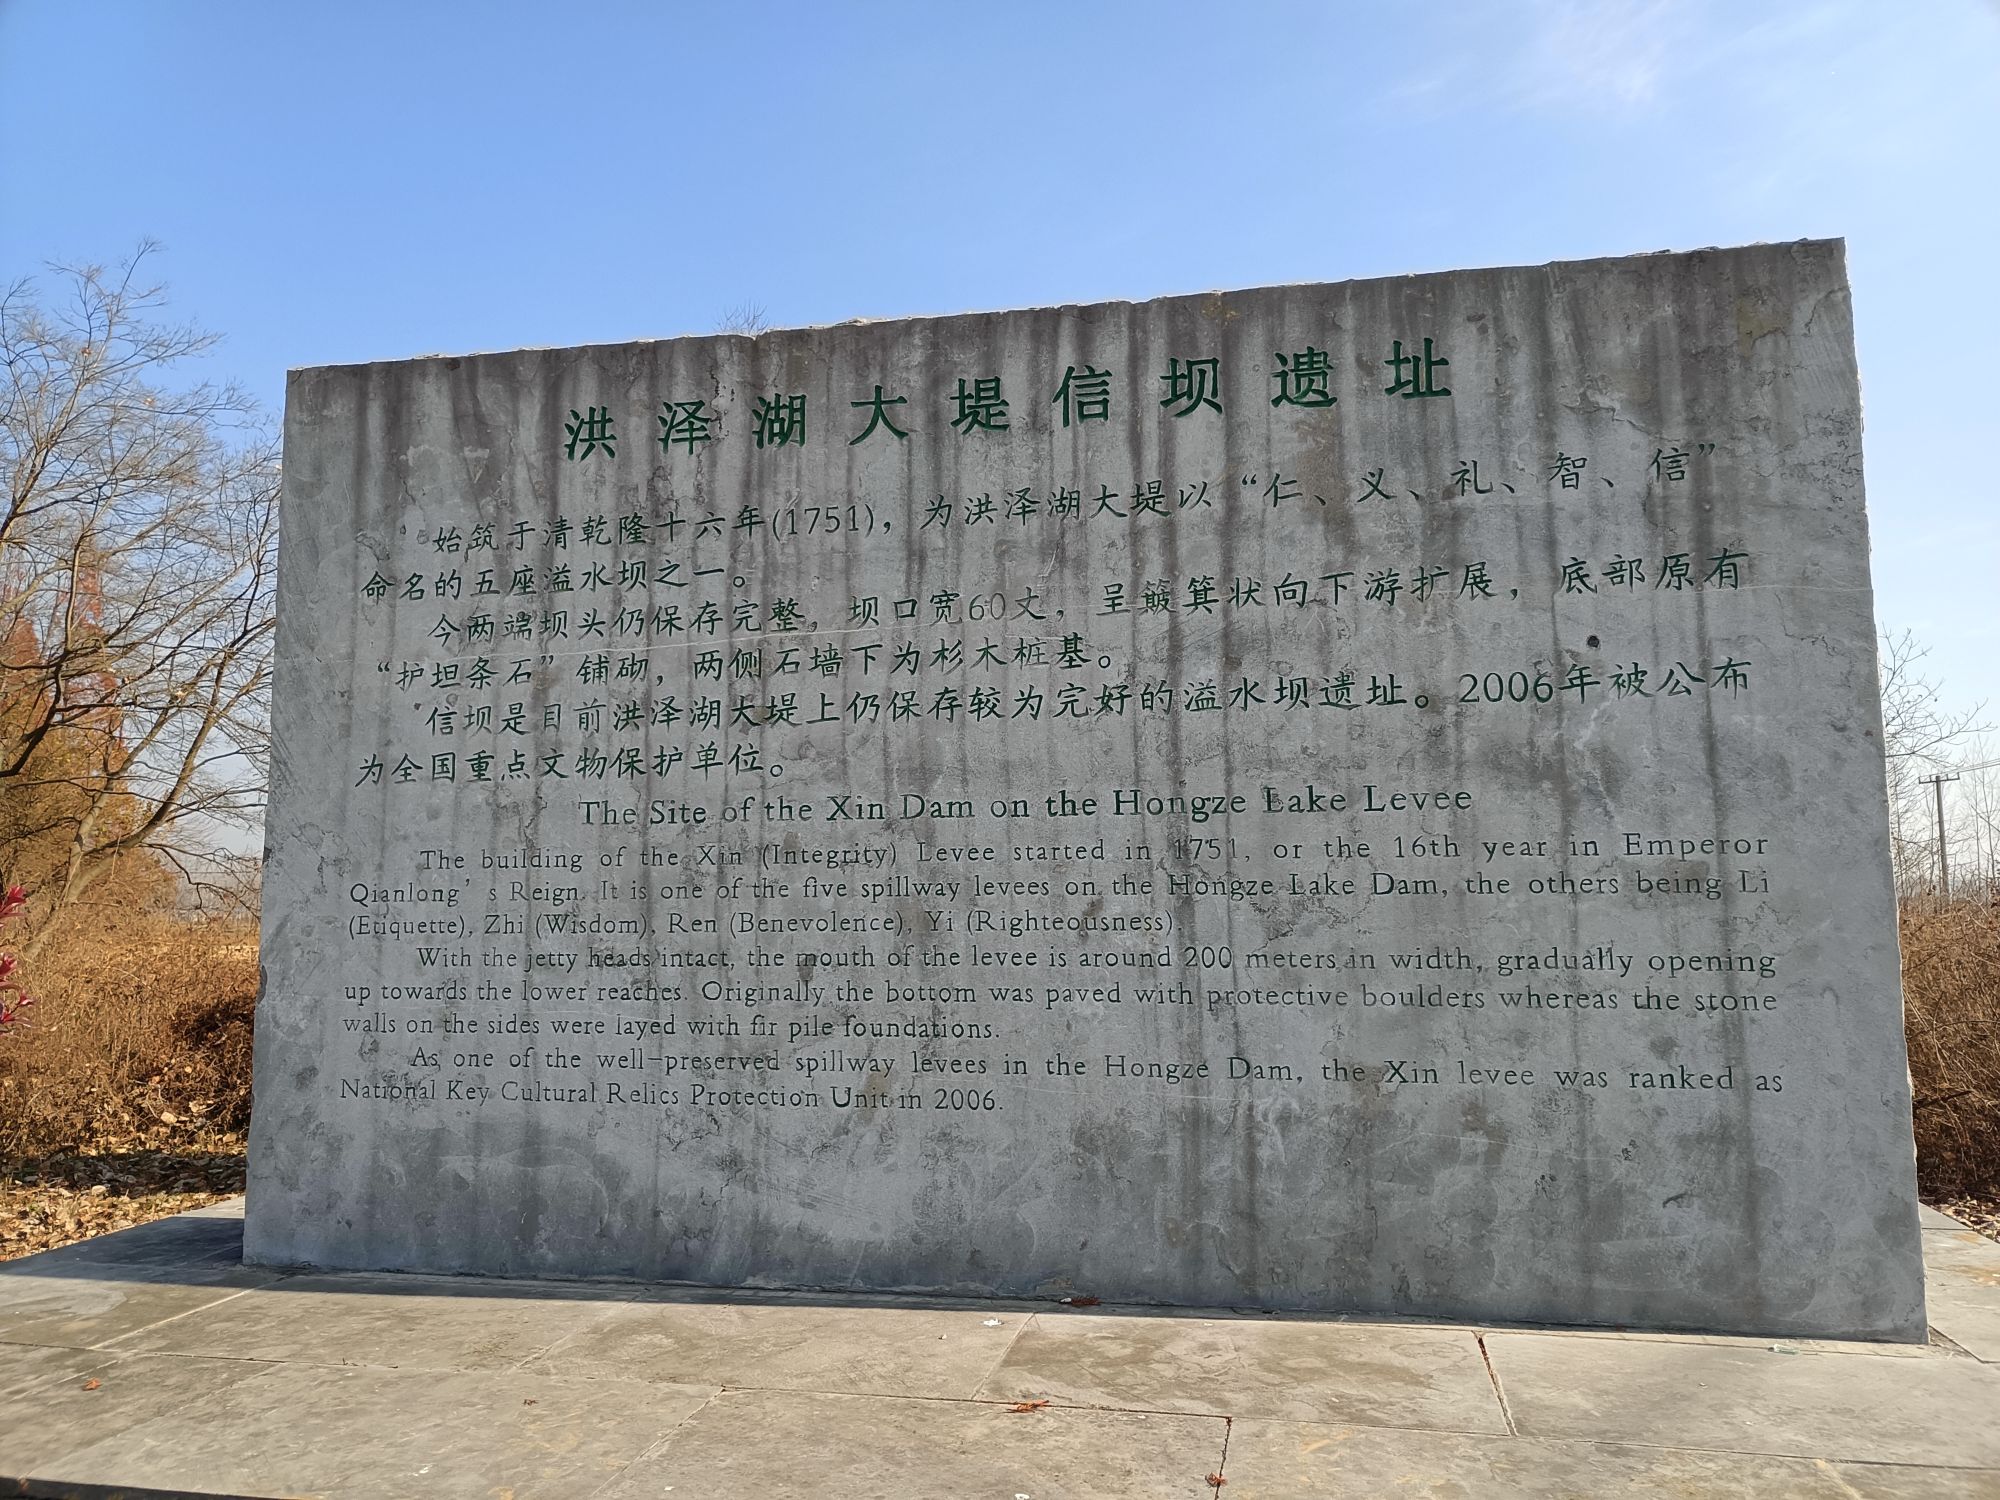 洪泽湖大堤信坝遗址
始筑于清乾隆十六年(1751)，为洪泽湖大堤以“仁、义、礼、智、信”
命名的五座溢水坝之一。
今两端坝头仍保存完整，坝口宽60丈，呈簸箕状向下游扩展，底部原有
“护坦条石”铺砌，两侧石墙下为杉木桩基。
信坝是目前洪泽湖大堤上仍保存较为完好的溢水坝遗址。2006年被公布
为全国重点文物保护单位。
The Site of the Xin Dam on the Hongze Lake Levee
The building of the Xin (Integrity) Levee started in 1751, or the 16th year in Emperor
Qianlong’s Reign. It is one of the five spillway levees on the Hongze Lake Dam, the others being Li
(Etiquette), Zhi (Wisdom), Ren (Benevolence), Yi (Righteousness).
With the jetty heads intact, the mouth of the levee is around 200 meters in width, gradually opening
up towards the lower reaches. Originally the bottom was paved with protective boulders whereas the stone
walls on the sides were layed with fir pile foundations.
As one of the well-preserved spillway levees in the Hongze Dam, the Xin levee was ranked as
National Key Cultural Relics Protection Unit in 2006.